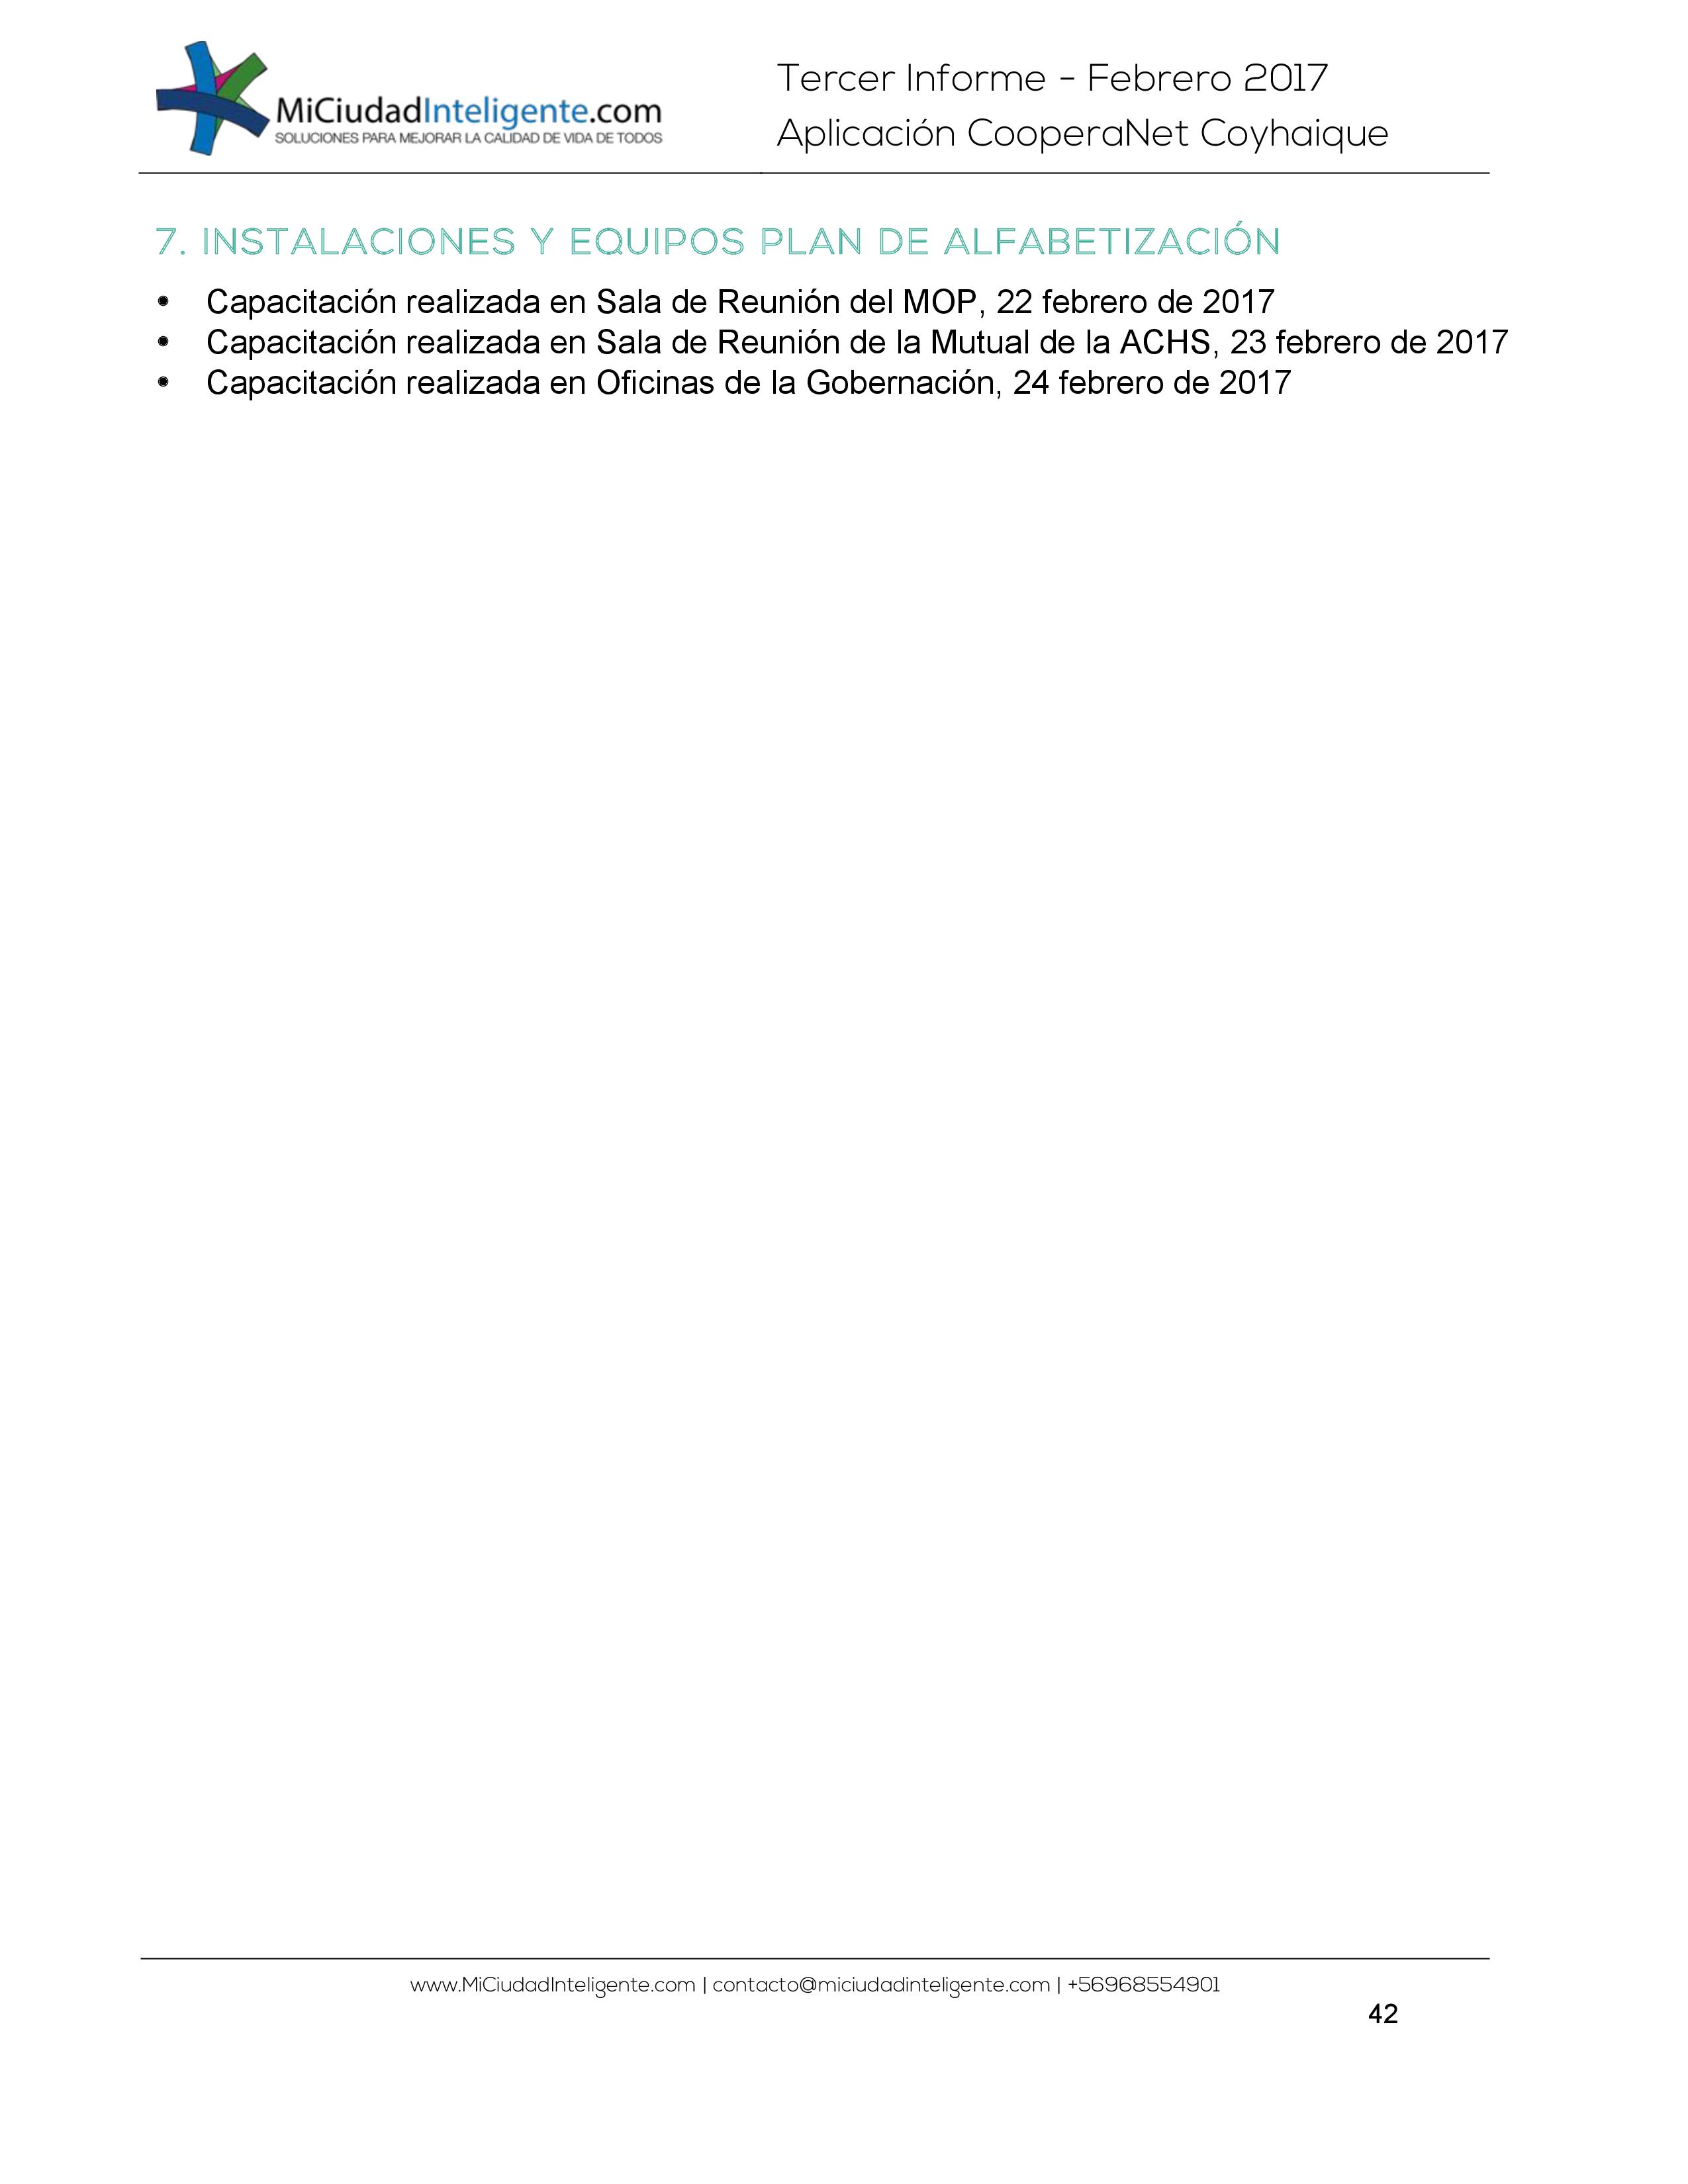 MiCiudadInteligente.com
SOLUCIONES PARA MEJORAR LA CALIDAD DE VIDA DE TODOS
Tercer Informe - Febrero 2017
Aplicación CooperaNet Coyhaique
7. INSTALACIONES Y EQUIPOS PLAN DE ALFABETIZACIÓN
• Capacitación realizada en Sala de Reunión del MOP, 22 febrero de 2017
• Capacitación realizada en Sala de Reunión de la Mutual de la ACHS, 23 febrero de 2017
• Capacitación realizada en Oficinas de la Gobernación, 24 febrero de 2017
www.MiCiudadInteligente.com | contacto@miciudadinteligente.com | +56968554901
42